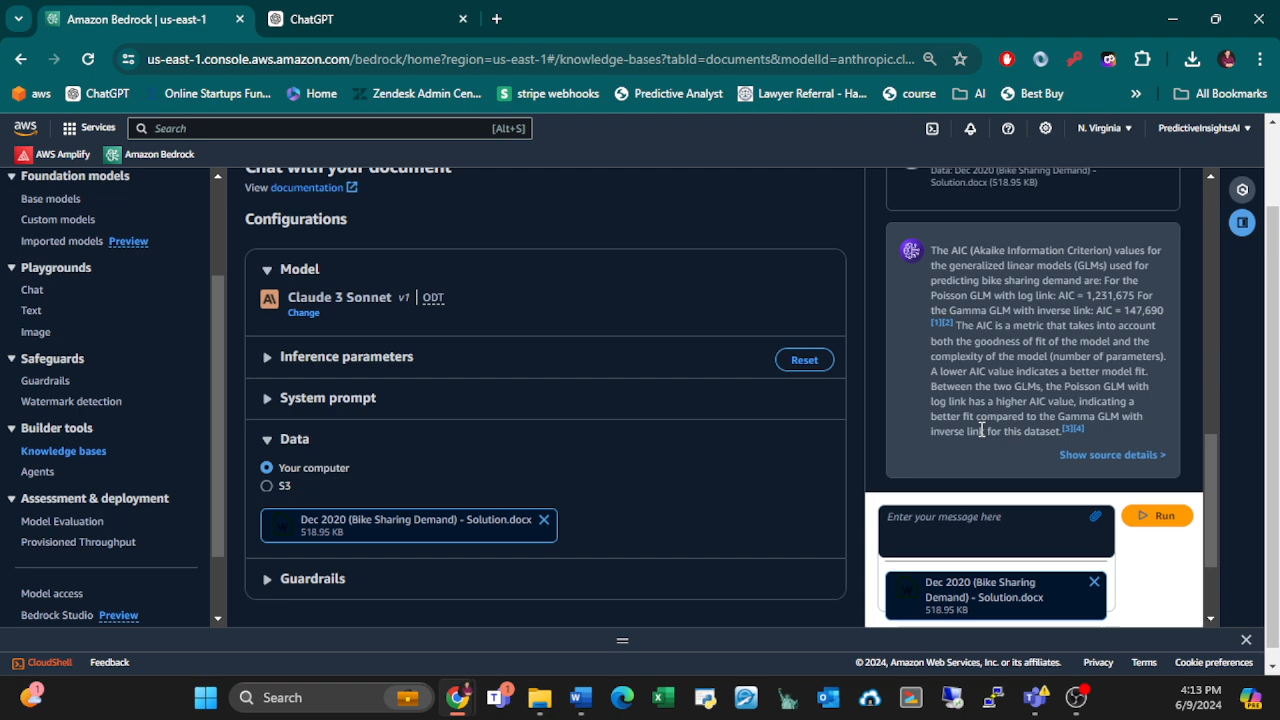 Amazon Bedrock | us-east-1
ChatGPT
us-east-1.console.aws.amazon.com/bedrock/home?region=us-east-1#/knowledge-bases?tabId=documents&modelId=anthropic.cl...
aws
ChatGPT
Online Startups Fun...
Home
Zendesk Admin Cen...
stripe webhooks
Predictive Analyst
Lawyer Referral - Ha...
course
AI
Best Buy
All Bookmarks
aws
Services
Search
[Alt+S]
N. Virginia
PredictiveInsightsAI
AWS Amplify
Amazon Bedrock
Foundation models
Base models
Custom models
Imported models Preview
Playgrounds
Chat
Text
Image
Safeguards
Guardrails
Watermark detection
Builder tools
Knowledge bases
Agents
Assessment & deployment
Model Evaluation
Provisioned Throughput
Model access
Bedrock Studio Preview
Chat with your document
View documentation
Configurations
Model
Claude 3 Sonnet v1 | ODT
Change
Inference parameters
Reset
System prompt
Data
Your computer
S3
Dec 2020 (Bike Sharing Demand) - Solution.docx
518.95 KB
Guardrails
Data: Dec 2020 (Bike Sharing Demand) -
Solution.docx (518.95 KB)
The AIC (Akaike Information Criterion) values for
the generalized linear models (GLMs) used for
predicting bike sharing demand are: For the
Poisson GLM with log link: AIC = 1,231,675 For
the Gamma GLM with inverse link: AIC = 147,690
[1][2] The AIC is a metric that takes into account
both the goodness of fit of the model and the
complexity of the model (number of parameters).
A lower AIC value indicates a better model fit.
Between the two GLMs, the Poisson GLM with
log link has a higher AIC value, indicating a
better fit compared to the Gamma GLM with
inverse link for this dataset.[3][4]
Show source details >
Enter your message here
Run
Dec 2020 (Bike Sharing
Demand) - Solution.docx
518.95 KB
CloudShell
Feedback
© 2024, Amazon Web Services, Inc. or its affiliates.
Privacy
Terms
Cookie preferences
1
Search
1
4:13 PM
6/9/2024
PRE